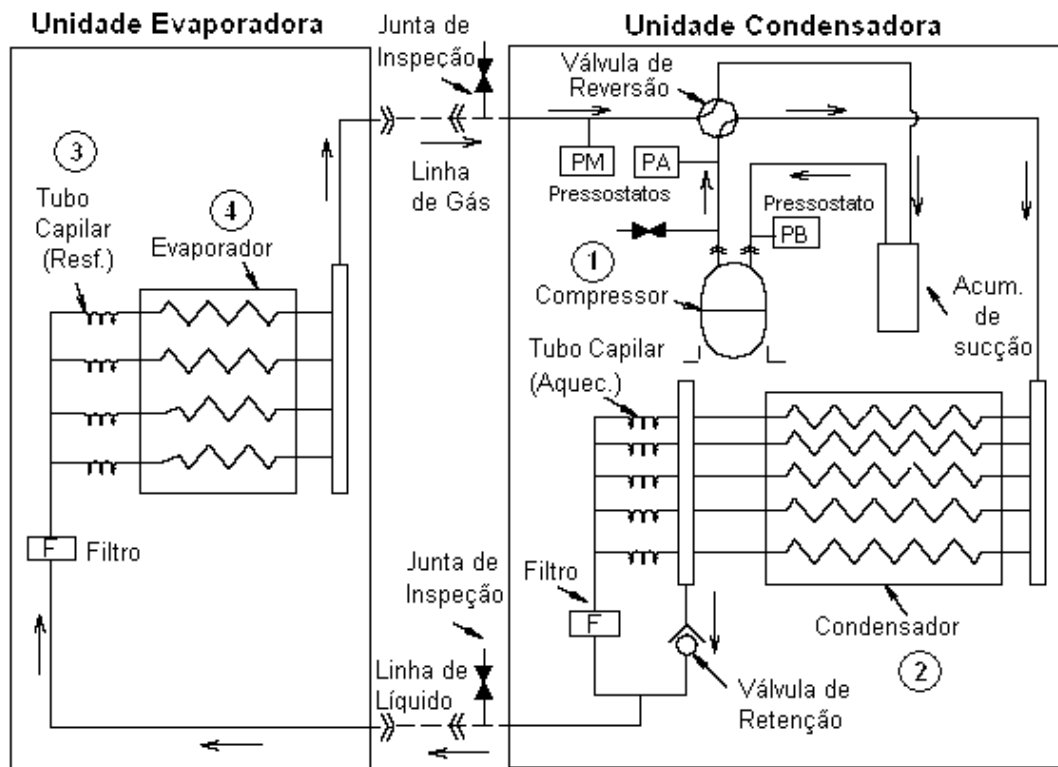 Unidade Evaporadora
Junta de
Inspeção
Unidade Condensadora
Válvula de
Reversão
3
Tubo
Capilar
(Resf.)
4
Evaporador
Linha
de Gás
PM
PA
Pressostatos
Pressostato
PB
1
Compressor
Acum.
de
sucção
Tubo Capilar
(Aquec.)
F
Filtro
Junta de
Inspeção
Filtro
F
Condensador
2
Linha de
Líquido
Válvula de
Retenção